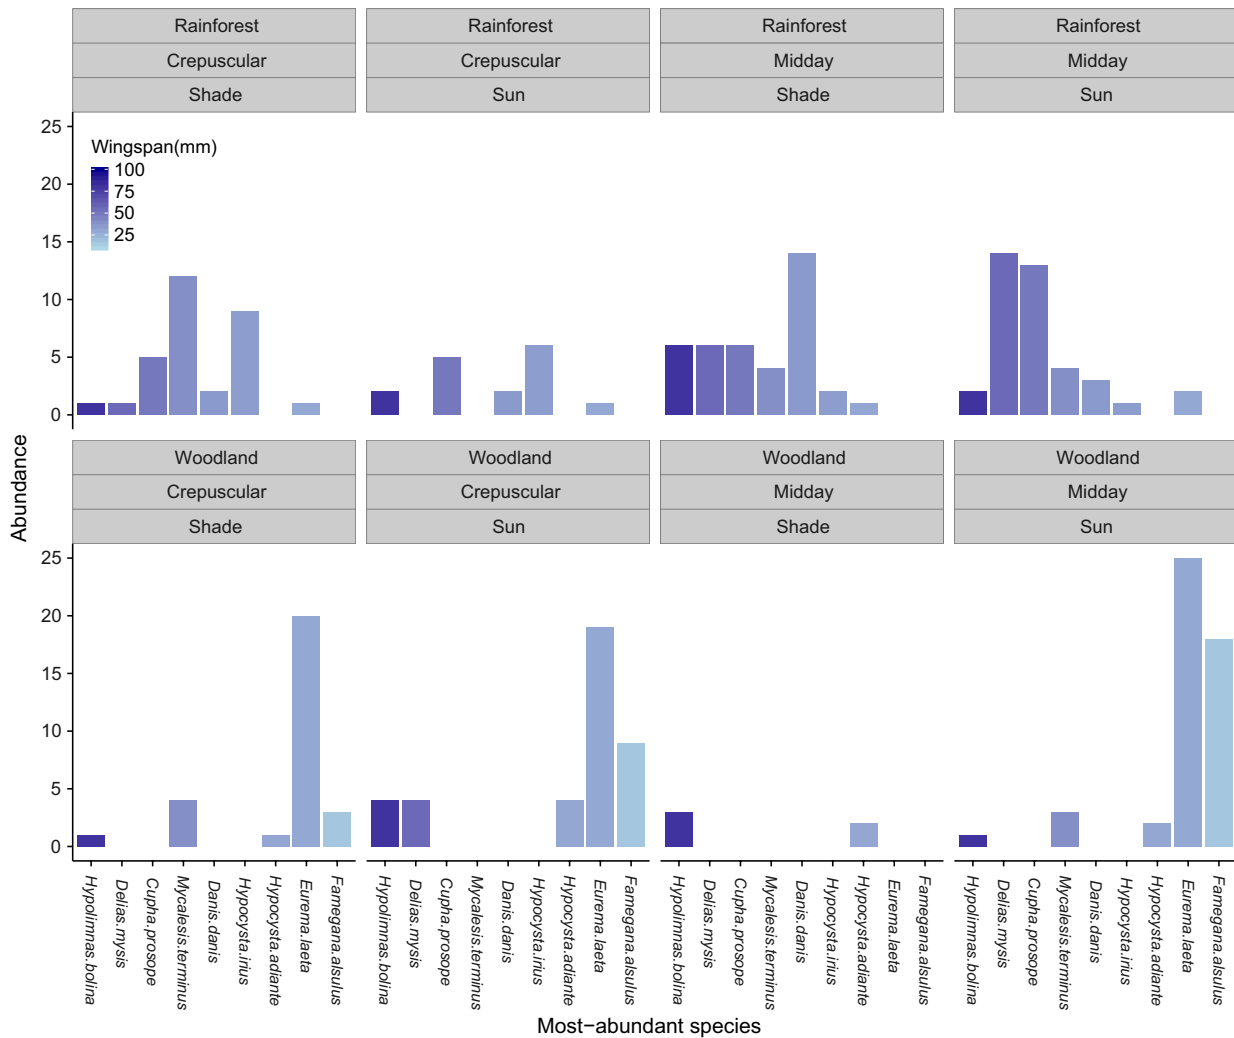 Rainforest Rainforest Rainforest Rainforest
Crepuscular Crepuscular Midday Midday
Shade Sun Shade Sun
25
Wingspan(mm)
100
75
50
25
20
15
10
5
0
Abundance
Woodland Woodland Woodland Woodland
Crepuscular Crepuscular Midday Midday
Shade Sun Shade Sun
25
20
15
10
5
0
Hypolimnas.bolina
Delias.mysis
Cupha.prosope
Mycalesis.terminus
Danis.danis
Hypocysta.irius
Hypocysta.adiante
Eurema.laeta
Famegana.alsulus
Hypolimnas.bolina
Delias.mysis
Cupha.prosope
Mycalesis.terminus
Danis.danis
Hypocysta.irius
Hypocysta.adiante
Eurema.laeta
Famegana.alsulus
Hypolimnas.bolina
Delias.mysis
Cupha.prosope
Mycalesis.terminus
Danis.danis
Hypocysta.irius
Hypocysta.adiante
Eurema.laeta
Famegana.alsulus
Hypolimnas.bolina
Delias.mysis
Cupha.prosope
Mycalesis.terminus
Danis.danis
Hypocysta.irius
Hypocysta.adiante
Eurema.laeta
Famegana.alsulus
Most−abundant species